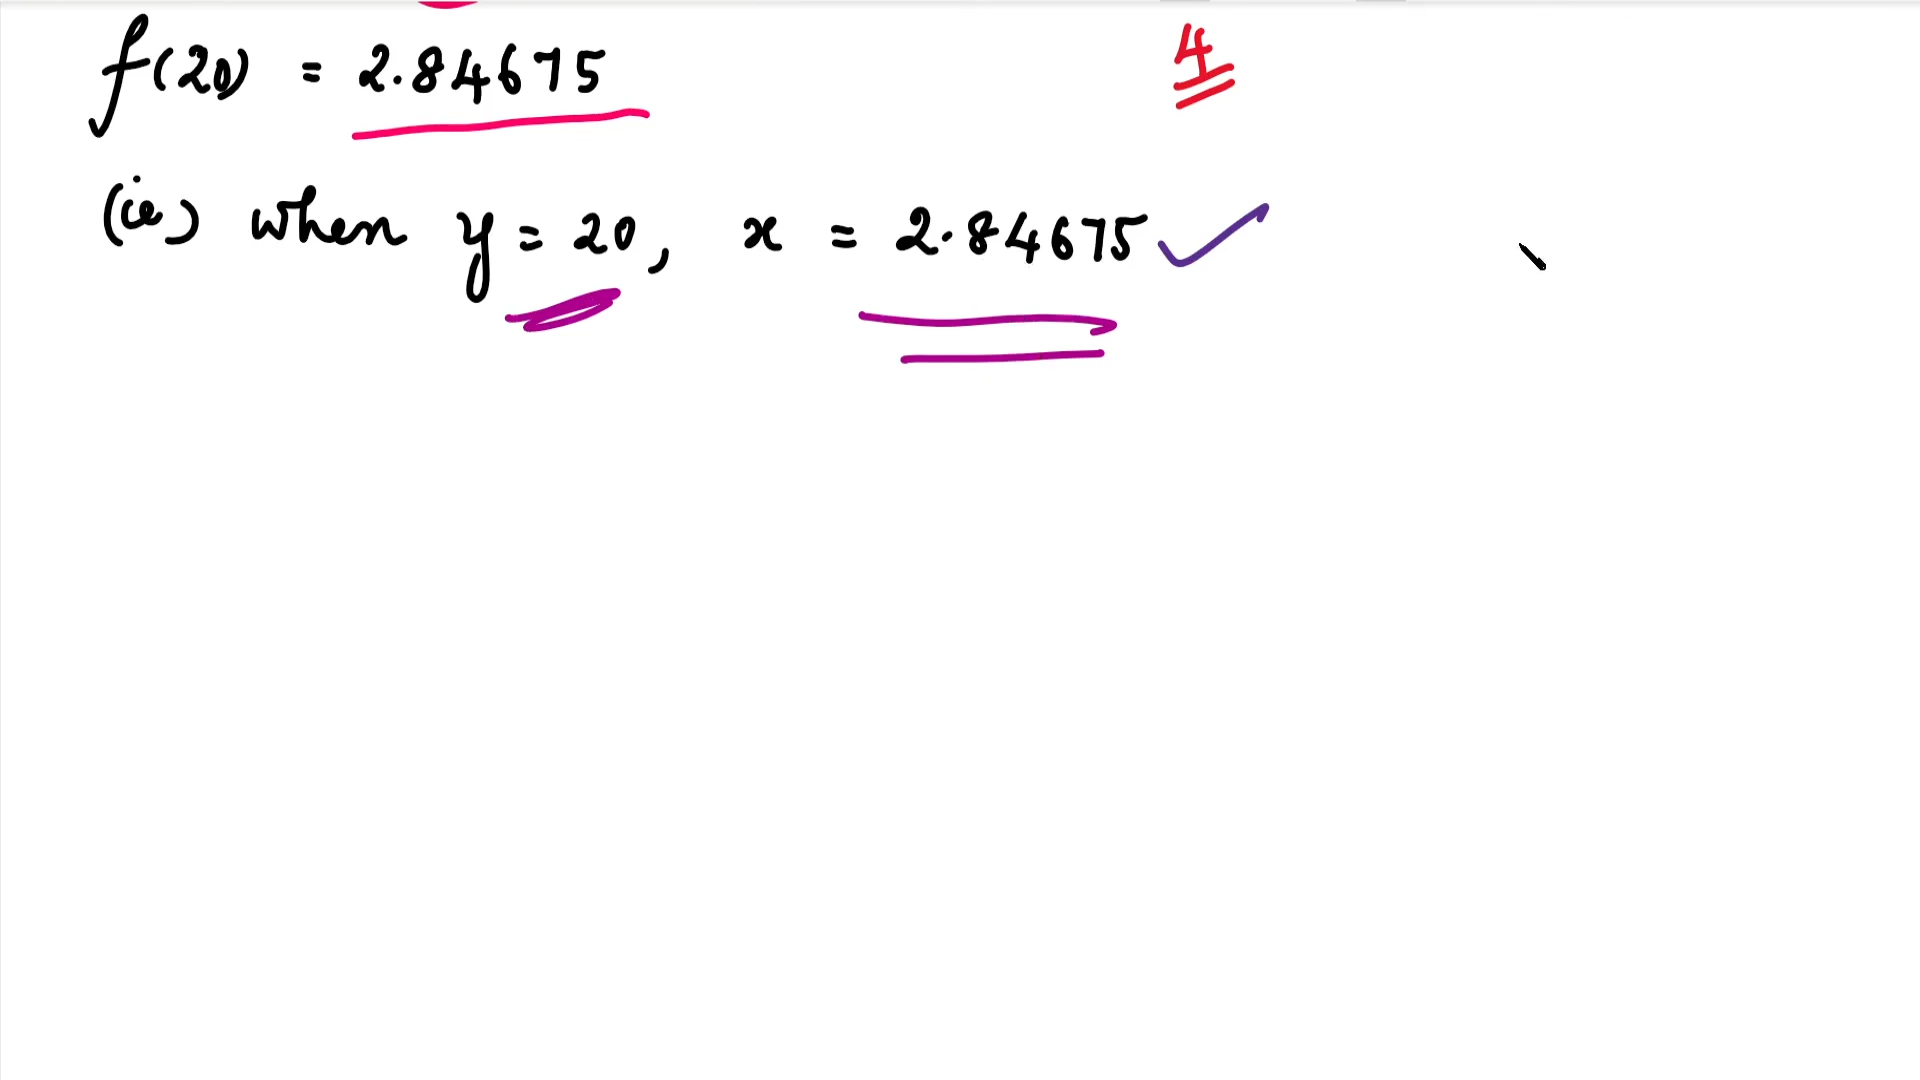 f(20) = 2.84675
4
(ie) when y = 20, x = 2.84675